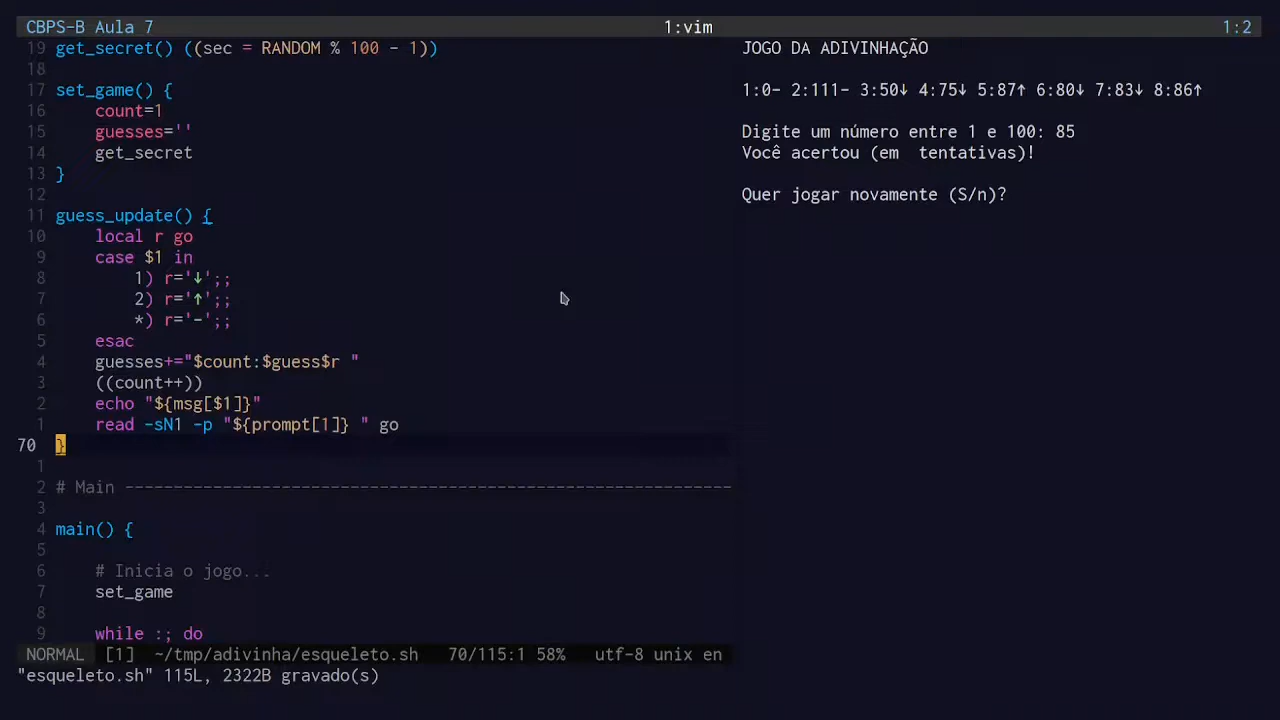 CBPS-B Aula 7 1:vim 1:2
19 get_secret() ((sec = RANDOM % 100 - 1))
18
17 set_game() {
16     count=1
15     guesses=''
14     get_secret
13 }
12
11 guess_update() {
10     local r go
9     case $1 in
8         1) r='↓';;
7         2) r='↑';;
6         *) r='-';;
5     esac
4     guesses+="$count:$guess$r "
3     ((count++))
2     echo "${msg[$1]}"
1     read -sN1 -p "${prompt[1]} " go
70 }
1
2 # Main --------------------------------------------------------------
3
4 main() {
5
6     # Inicia o jogo...
7     set_game
8
9     while :; do
NORMAL [1] ~/tmp/adivinha/esqueleto.sh 70/115:1 58% utf-8 unix en
"esqueleto.sh" 115L, 2322B gravado(s)
JOGO DA ADIVINHAÇÃO
1:0- 2:111- 3:50↓ 4:75↓ 5:87↑ 6:80↓ 7:83↓ 8:86↑
Digite um número entre 1 e 100: 85
Você acertou (em  tentativas)!
Quer jogar novamente (S/n)?